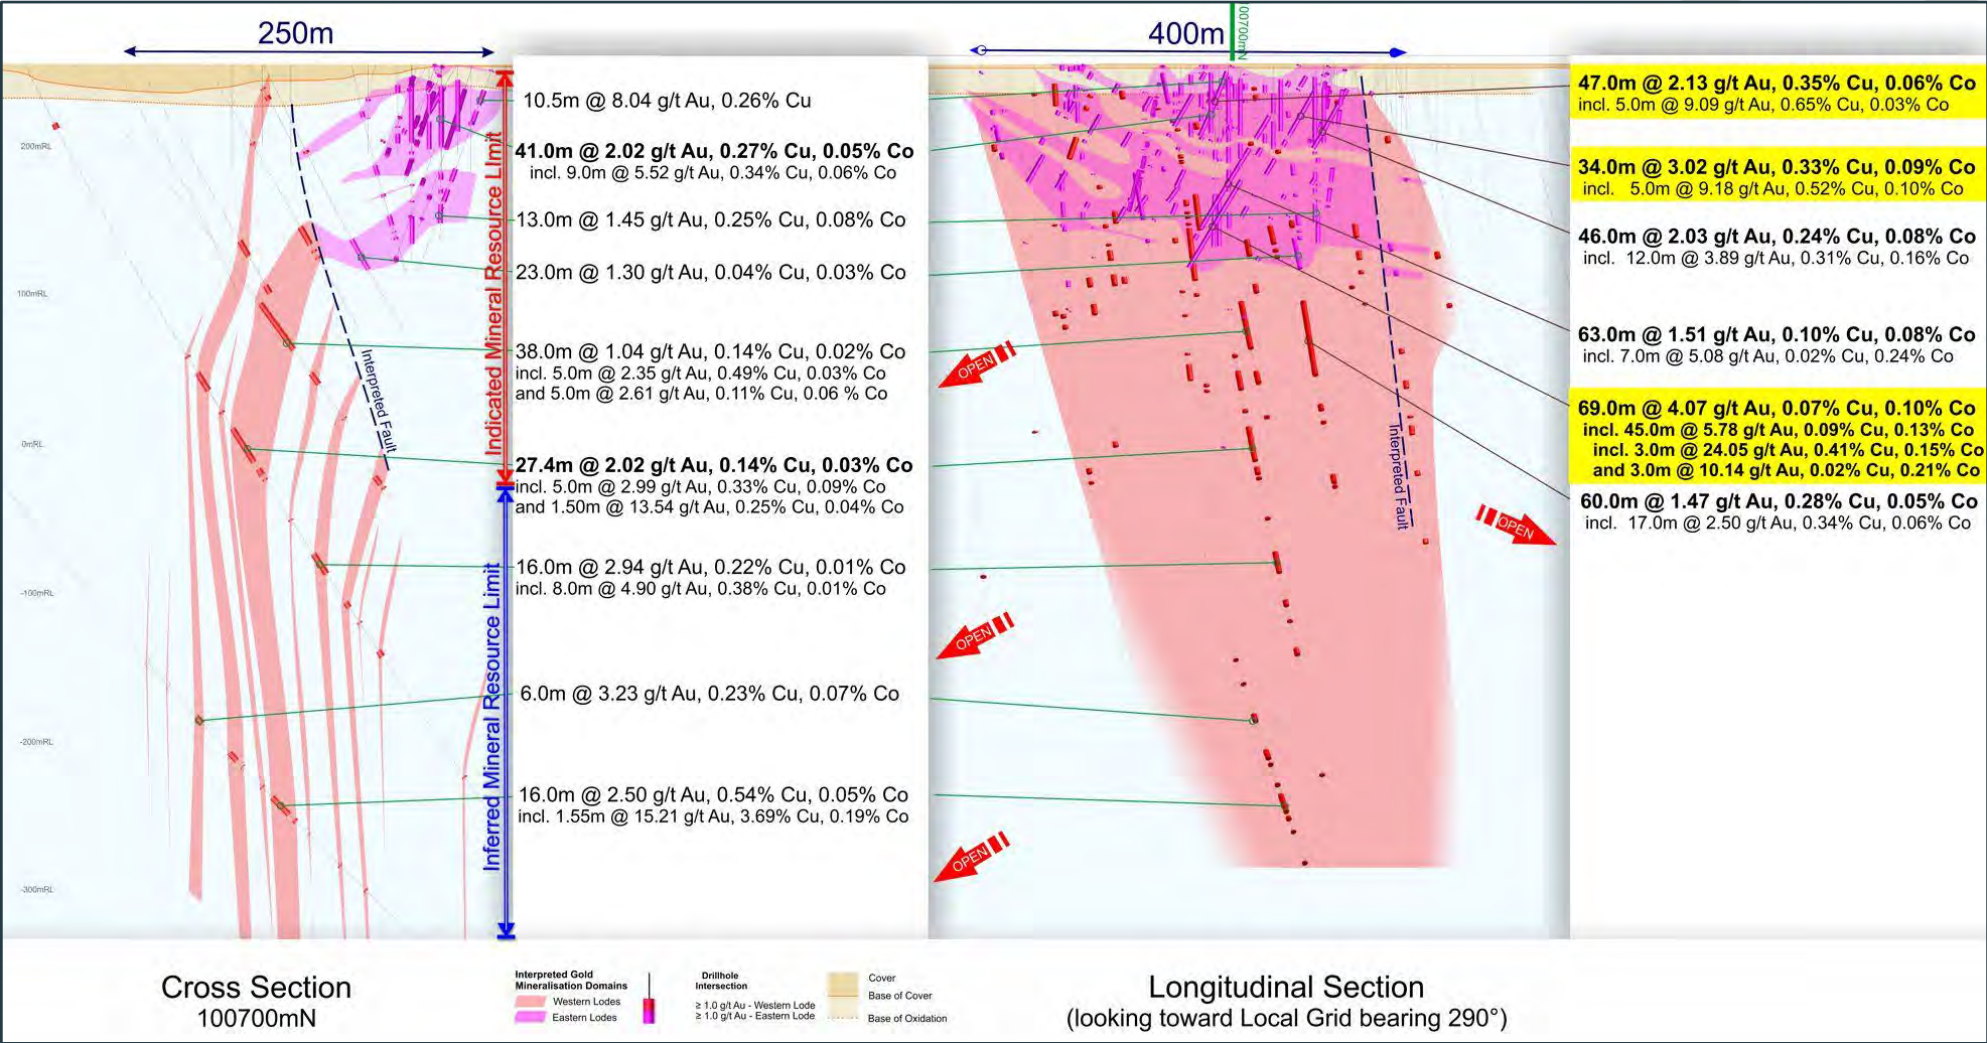 250m
400m
00700mN
10.5m @ 8.04 g/t Au, 0.26% Cu
41.0m @ 2.02 g/t Au, 0.27% Cu, 0.05% Co
incl. 9.0m @ 5.52 g/t Au, 0.34% Cu, 0.06% Co
13.0m @ 1.45 g/t Au, 0.25% Cu, 0.08% Co
23.0m @ 1.30 g/t Au, 0.04% Cu, 0.03% Co
38.0m @ 1.04 g/t Au, 0.14% Cu, 0.02% Co
incl. 5.0m @ 2.35 g/t Au, 0.49% Cu, 0.03% Co
and 5.0m @ 2.61 g/t Au, 0.11% Cu, 0.06 % Co
27.4m @ 2.02 g/t Au, 0.14% Cu, 0.03% Co
incl. 5.0m @ 2.99 g/t Au, 0.33% Cu, 0.09% Co
and 1.50m @ 13.54 g/t Au, 0.25% Cu, 0.04% Co
16.0m @ 2.94 g/t Au, 0.22% Cu, 0.01% Co
incl. 8.0m @ 4.90 g/t Au, 0.38% Cu, 0.01% Co
6.0m @ 3.23 g/t Au, 0.23% Cu, 0.07% Co
16.0m @ 2.50 g/t Au, 0.54% Cu, 0.05% Co
incl. 1.55m @ 15.21 g/t Au, 3.69% Cu, 0.19% Co
200mRL
100mRL
0mRL
-100mRL
-200mRL
-300mRL
Interpreted Fault
Indicated Mineral Resource Limit
Inferred Mineral Resource Limit
OPEN
OPEN
OPEN
OPEN
Interpreted Fault
47.0m @ 2.13 g/t Au, 0.35% Cu, 0.06% Co
incl. 5.0m @ 9.09 g/t Au, 0.65% Cu, 0.03% Co
34.0m @ 3.02 g/t Au, 0.33% Cu, 0.09% Co
incl. 5.0m @ 9.18 g/t Au, 0.52% Cu, 0.10% Co
46.0m @ 2.03 g/t Au, 0.24% Cu, 0.08% Co
incl. 12.0m @ 3.89 g/t Au, 0.31% Cu, 0.16% Co
63.0m @ 1.51 g/t Au, 0.10% Cu, 0.08% Co
incl. 7.0m @ 5.08 g/t Au, 0.02% Cu, 0.24% Co
69.0m @ 4.07 g/t Au, 0.07% Cu, 0.10% Co
incl. 45.0m @ 5.78 g/t Au, 0.09% Cu, 0.13% Co
incl. 3.0m @ 24.05 g/t Au, 0.41% Cu, 0.15% Co
and 3.0m @ 10.14 g/t Au, 0.02% Cu, 0.21% Co
60.0m @ 1.47 g/t Au, 0.28% Cu, 0.05% Co
incl. 17.0m @ 2.50 g/t Au, 0.34% Cu, 0.06% Co
Cross Section
100700mN
Interpreted Gold
Mineralisation Domains
Western Lodes
Eastern Lodes
Drillhole
Intersection
≥ 1.0 g/t Au - Western Lode
≥ 1.0 g/t Au - Eastern Lode
Cover
Base of Cover
Base of Oxidation
Longitudinal Section
(looking toward Local Grid bearing 290°)